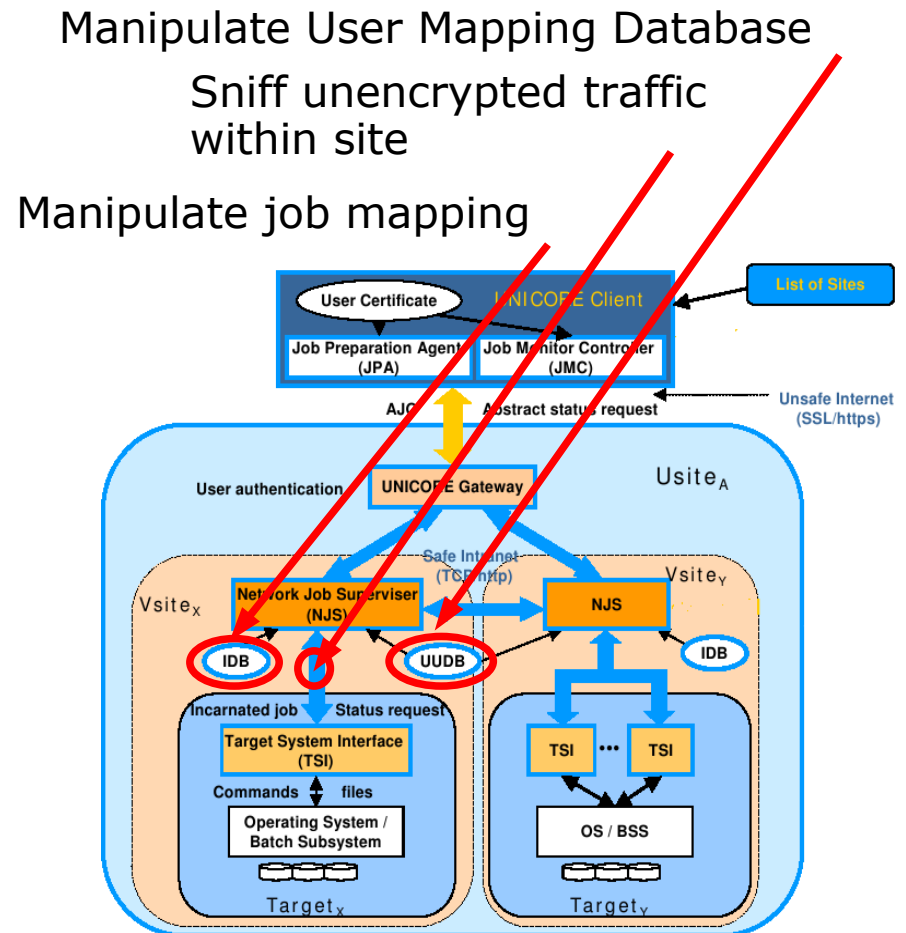 Manipulate User Mapping Database
Sniff unencrypted traffic
within site
Manipulate job mapping
List of Sites
User Certificate
UNICORE Client
Job Preparation Agent
(JPA)
Job Monitor Controller
(JMC)
Unsafe Internet
(SSL/https)
AJO
Abstract status request
User authentication
UNICORE Gateway
Usite A
Safe Intranet
(TCP/http)
Vsite X
Network Job Superviser
(NJS)
NJS
Vsite Y
IDB
UUDB
IDB
Incarnated job
Status request
Target System Interface
(TSI)
TSI
•••
TSI
Commands
files
Operating System /
Batch Subsystem
OS / BSS
Target X
Target Y